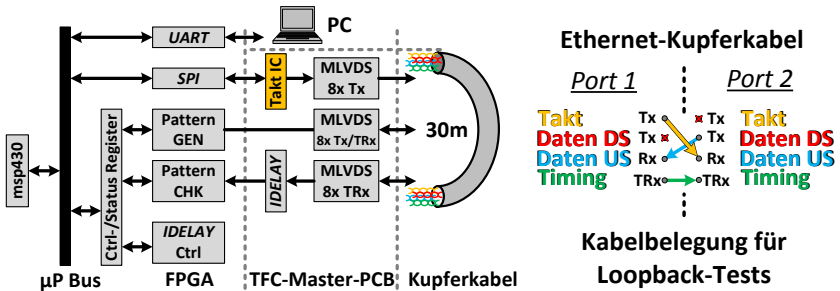 UART
PC
SPI
Takt IC
MLVDS
8x Tx
Pattern
GEN
MLVDS
8x Tx/TRx
30m
msp430
Ctrl-/Status Register
Pattern
CHK
IDELAY
MLVDS
8x TRx
IDELAY
Ctrl
µP Bus
FPGA
TFC-Master-PCB
Kupferkabel
Ethernet-Kupferkabel
Port 1
Port 2
Takt Tx Tx Takt
Daten DS Tx Tx Daten DS
Daten US Rx Rx Daten US
Timing TRx TRx Timing
Kabelbelegung für
Loopback-Tests